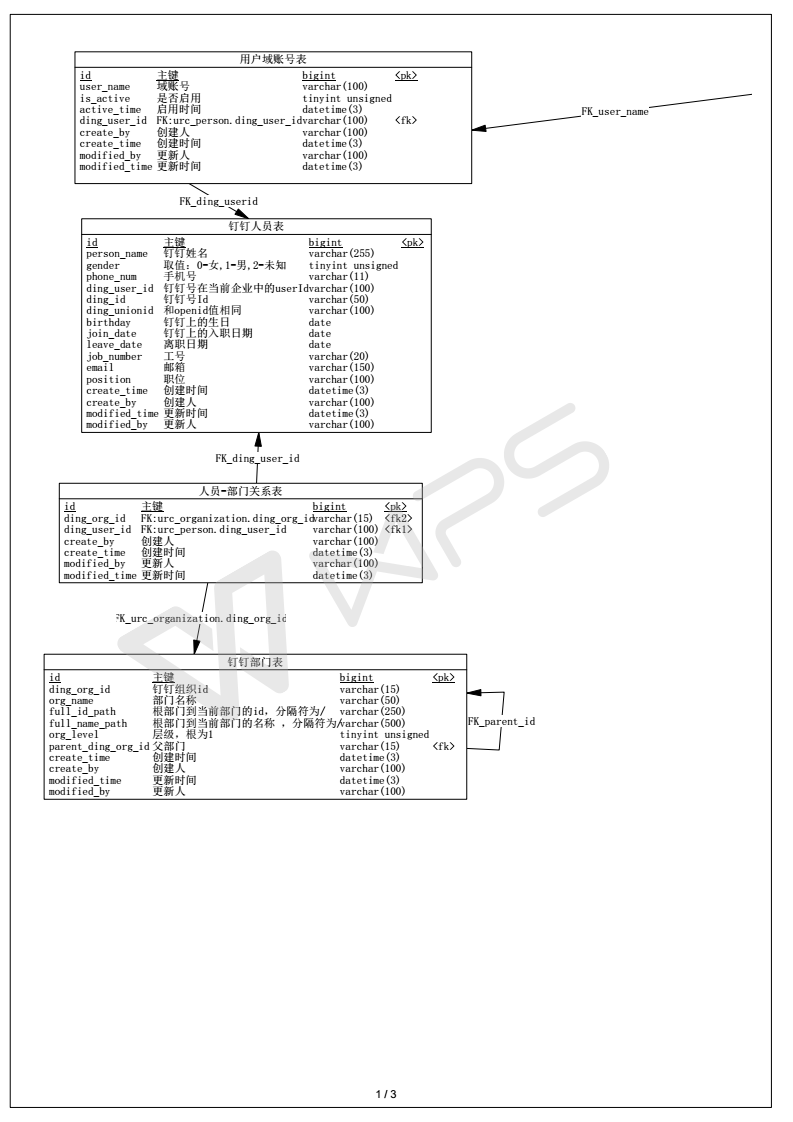 用户域账号表
id 主键 bigint <pk>
user_name 域账号 varchar(100)
is_active 是否启用 tinyint unsigned
active_time 启用时间 datetime(3)
ding_user_id FK:urc_person.ding_user_id varchar(100) <fk>
create_by 创建人 varchar(100)
create_time 创建时间 datetime(3)
modified_by 更新人 varchar(100)
modified_time 更新时间 datetime(3)
FK_user_name
FK_ding_userid
钉钉人员表
id 主键 bigint <pk>
person_name 钉钉姓名 varchar(255)
gender 取值：0-女,1-男,2-未知 tinyint unsigned
phone_num 手机号 varchar(11)
ding_user_id 钉钉号在当前企业中的userId varchar(100)
ding_id 钉钉号Id varchar(50)
ding_unionid 和openid值相同 varchar(100)
birthday 钉钉上的生日 date
join_date 钉钉上的入职日期 date
leave_date 离职日期 date
job_number 工号 varchar(20)
email 邮箱 varchar(150)
position 职位 varchar(100)
create_time 创建时间 datetime(3)
create_by 创建人 varchar(100)
modified_time 更新时间 datetime(3)
modified_by 更新人 varchar(100)
FK_ding_user_id
人员-部门关系表
id 主键 bigint <pk>
ding_org_id FK:urc_organization.ding_org_id varchar(15) <fk2>
ding_user_id FK:urc_person.ding_user_id varchar(100) <fk1>
create_by 创建人 varchar(100)
create_time 创建时间 datetime(3)
modified_by 更新人 varchar(100)
modified_time 更新时间 datetime(3)
FK_urc_organization.ding_org_id
钉钉部门表
id 主键 bigint <pk>
ding_org_id 钉钉组织id varchar(15)
org_name 部门名称 varchar(50)
full_id_path 根部门到当前部门的id，分隔符为/ varchar(250)
full_name_path 根部门到当前部门的名称 ，分隔符为/ varchar(500)
org_level 层级，根为1 tinyint unsigned
parent_ding_org_id 父部门 varchar(15) <fk>
create_time 创建时间 datetime(3)
create_by 创建人 varchar(100)
modified_time 更新时间 datetime(3)
modified_by 更新人 varchar(100)
FK_parent_id
WPS
1 / 3